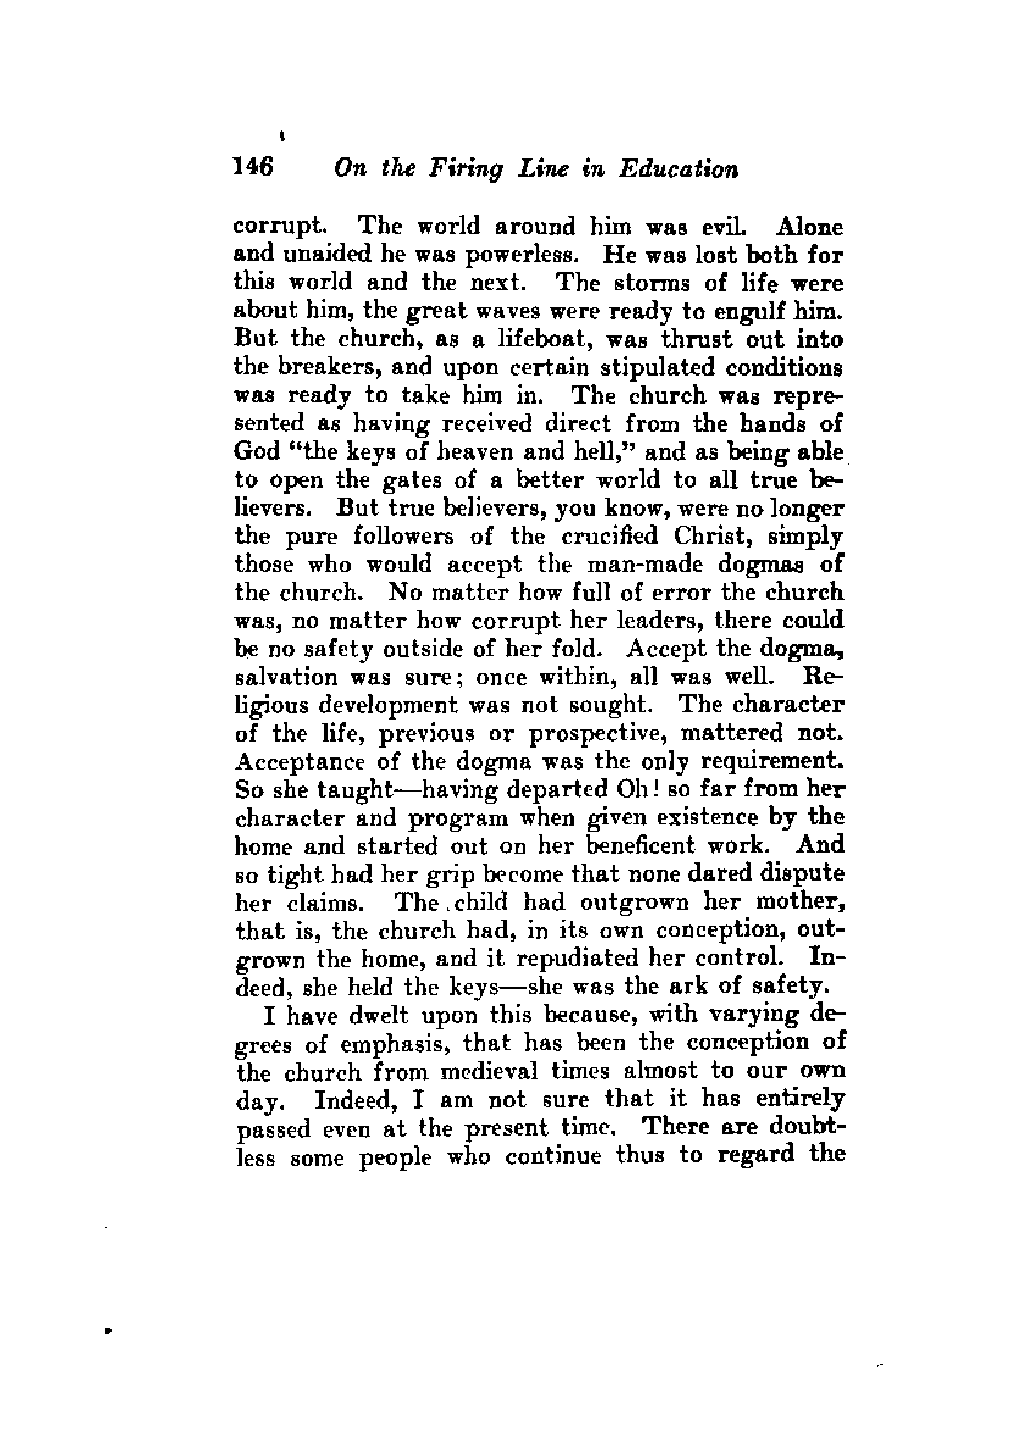 146 On the Firing Line in Education
corrupt. The world around him was evil. Alone
and unaided he was powerless. He was lost both for
this world and the next. The storms of life were
about him, the great waves were ready to engulf him.
But the church, as a lifeboat, was thrust out into
the breakers, and upon certain stipulated conditions
was ready to take him in. The church was repre-
sented as having received direct from the hands of
God "the keys of heaven and hell," and as being able
to open the gates of a better world to all true be-
lievers. But true believers, you know, were no longer
the pure followers of the crucified Christ, simply
those who would accept the man-made dogmas of
the church. No matter how full of error the church
was, no matter how corrupt her leaders, there could
be no safety outside of her fold. Accept the dogma,
salvation was sure; once within, all was well. Re-
ligious development was not sought. The character
of the life, previous or prospective, mattered not.
Acceptance of the dogma was the only requirement.
So she taught—having departed Oh! so far from her
character and program when given existence by the
home and started out on her beneficent work. And
so tight had her grip become that none dared dispute
her claims. The child had outgrown her mother,
that is, the church had, in its own conception, out-
grown the home, and it repudiated her control. In-
deed, she held the keys—she was the ark of safety.
I have dwelt upon this because, with varying de-
grees of emphasis, that has been the conception of
the church from medieval times almost to our own
day. Indeed, I am not sure that it has entirely
passed even at the present time. There are doubt-
less some people who continue thus to regard the